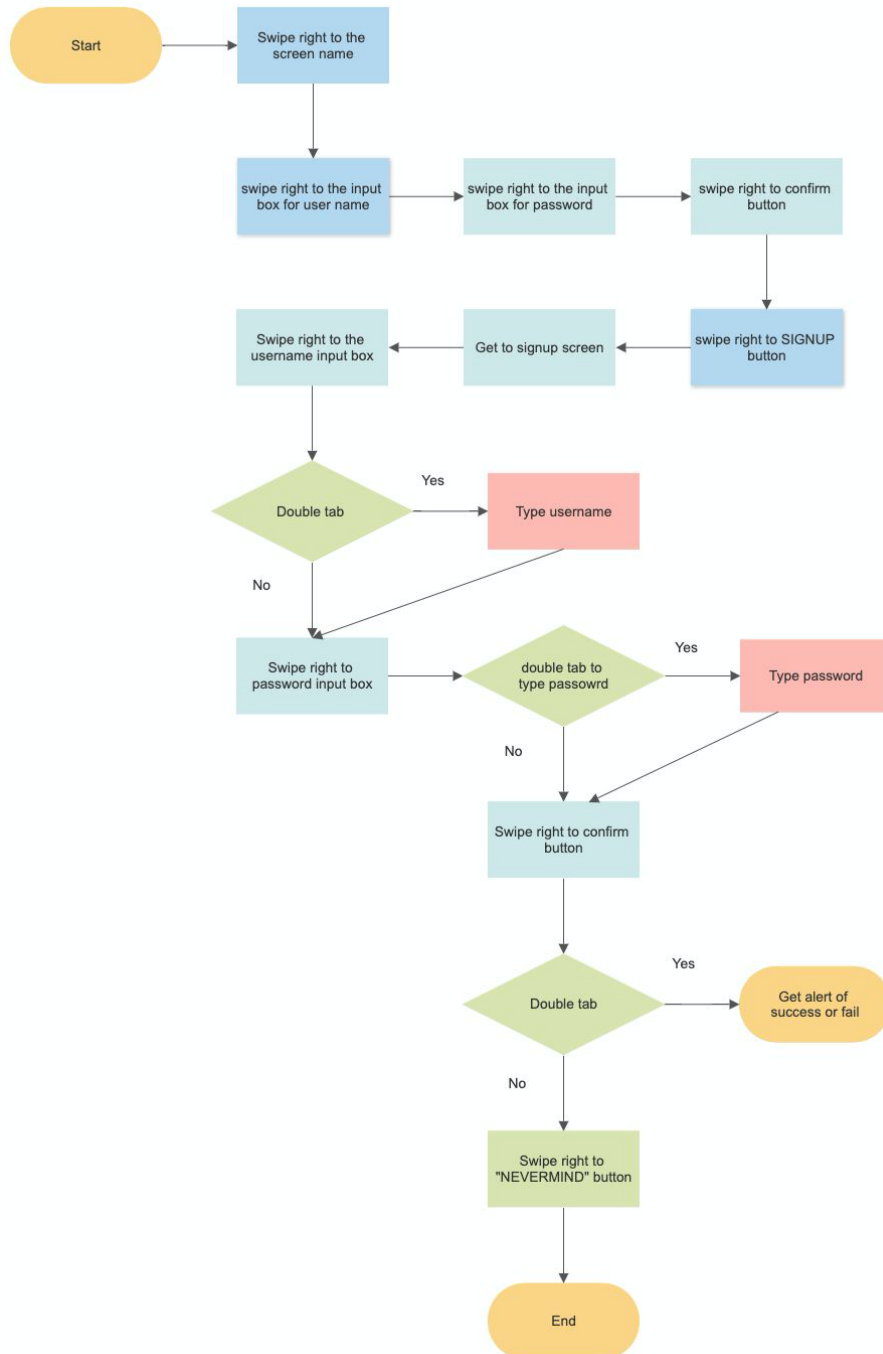 Start
Swipe right to the
screen name
swipe right to the input
box for user name
swipe right to the input
box for password
swipe right to confirm
button
Swipe right to the
username input box
Get to signup screen
swipe right to SIGNUP
button
Double tab
Yes
Type username
No
Swipe right to
password input box
double tab to
type passowrd
Yes
Type password
No
Swipe right to confirm
button
Double tab
Yes
Get alert of
success or fail
No
Swipe right to
"NEVERMIND" button
End